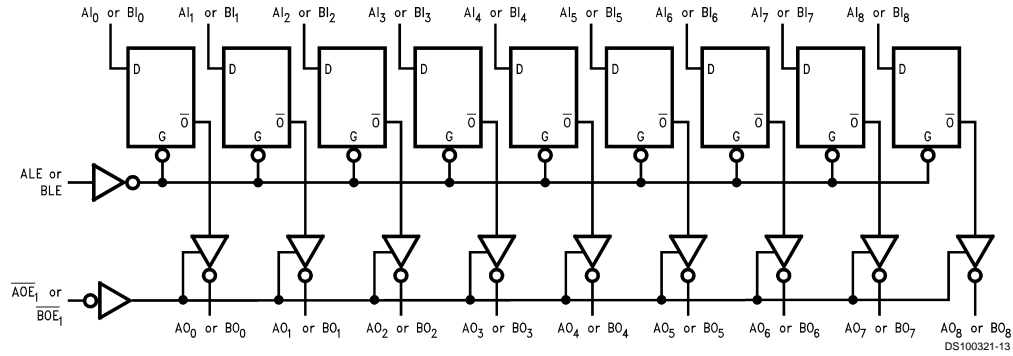 AI₀ or BI₀ AI₁ or BI₁ AI₂ or BI₂ AI₃ or BI₃ AI₄ or BI₄ AI₅ or BI₅ AI₆ or BI₆ AI₇ or BI₇ AI₈ or BI₈
D D D D D D D D D
O̅ O̅ O̅ O̅ O̅ O̅ O̅ O̅ O̅
G G G G G G G G G
ALE or
BLE
A̅O̅E̅₁ or
B̅O̅E̅₁
AO₀ or BO₀ AO₁ or BO₁ AO₂ or BO₂ AO₃ or BO₃ AO₄ or BO₄ AO₅ or BO₅ AO₆ or BO₆ AO₇ or BO₇ AO₈ or BO₈
DS100321-13